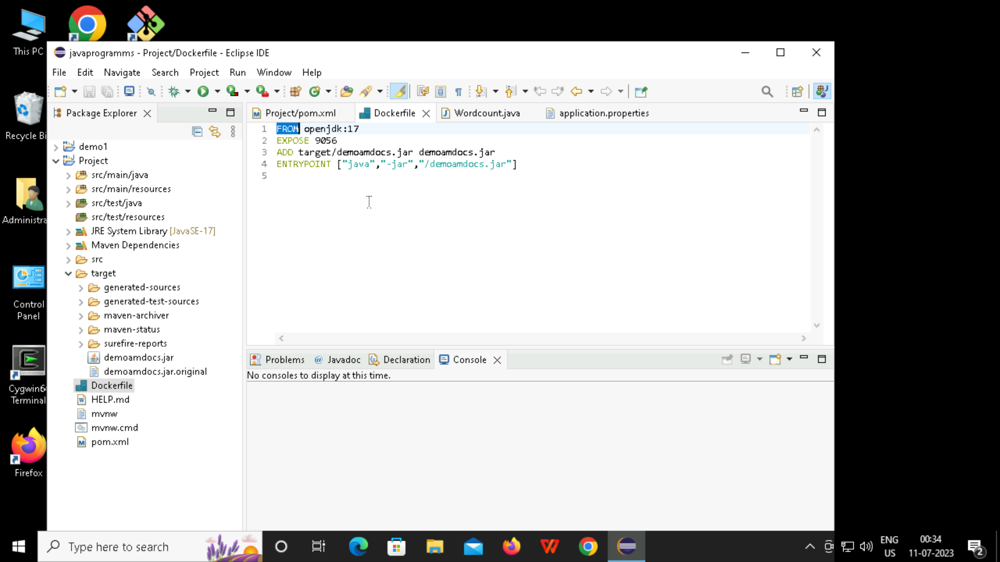 This PC
Recycle Bi
Administra
Control
Panel
Cygwin64
Terminal
Firefox
javaprogramms - Project/Dockerfile - Eclipse IDE
File Edit Navigate Search Project Run Window Help
Package Explorer
demo1
Project
src/main/java
src/main/resources
src/test/java
src/test/resources
JRE System Library [JavaSE-17]
Maven Dependencies
src
target
generated-sources
generated-test-sources
maven-archiver
maven-status
surefire-reports
demoamdocs.jar
demoamdocs.jar.original
Dockerfile
HELP.md
mvnw
mvnw.cmd
pom.xml
Project/pom.xml Dockerfile Wordcount.java application.properties
1 FROM openjdk:17
2 EXPOSE 9056
3 ADD target/demoamdocs.jar demoamdocs.jar
4 ENTRYPOINT ["java","-jar","/demoamdocs.jar"]
5
Problems @ Javadoc Declaration Console
No consoles to display at this time.
Type here to search
ENG
US
00:34
11-07-2023
2